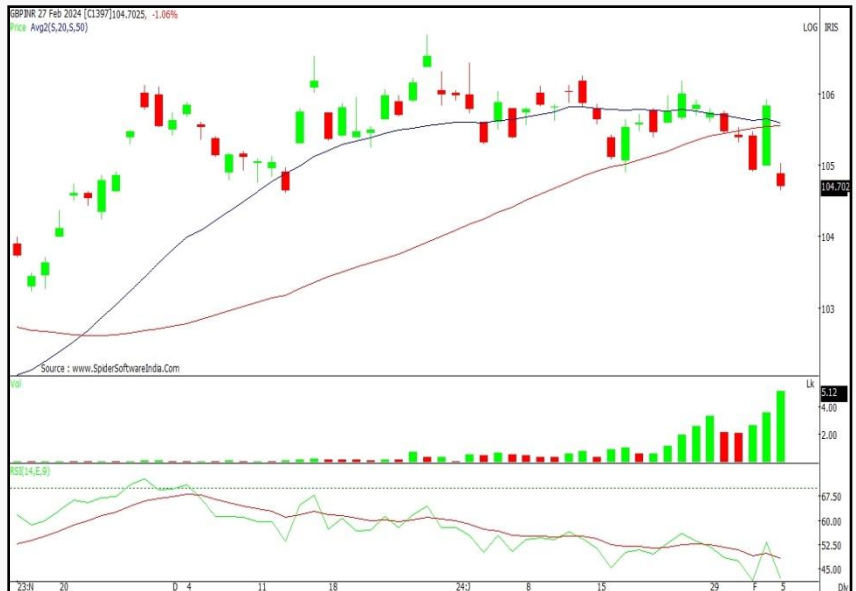 GBPINR 27 Feb 2024 [C1397]104.7025, -1.06%
Price Avg2(S,20,S,50)
LOG IRIS
106
105
104.702
104
103
Source : www.SpiderSoftwareIndia.Com
Vol
Lk
5.12
4.00
2.00
RSI(14,E,9)
67.50
60.00
52.50
45.00
23:N 20 D 4 11 18 24:J 8 15 29 F 5 Dly